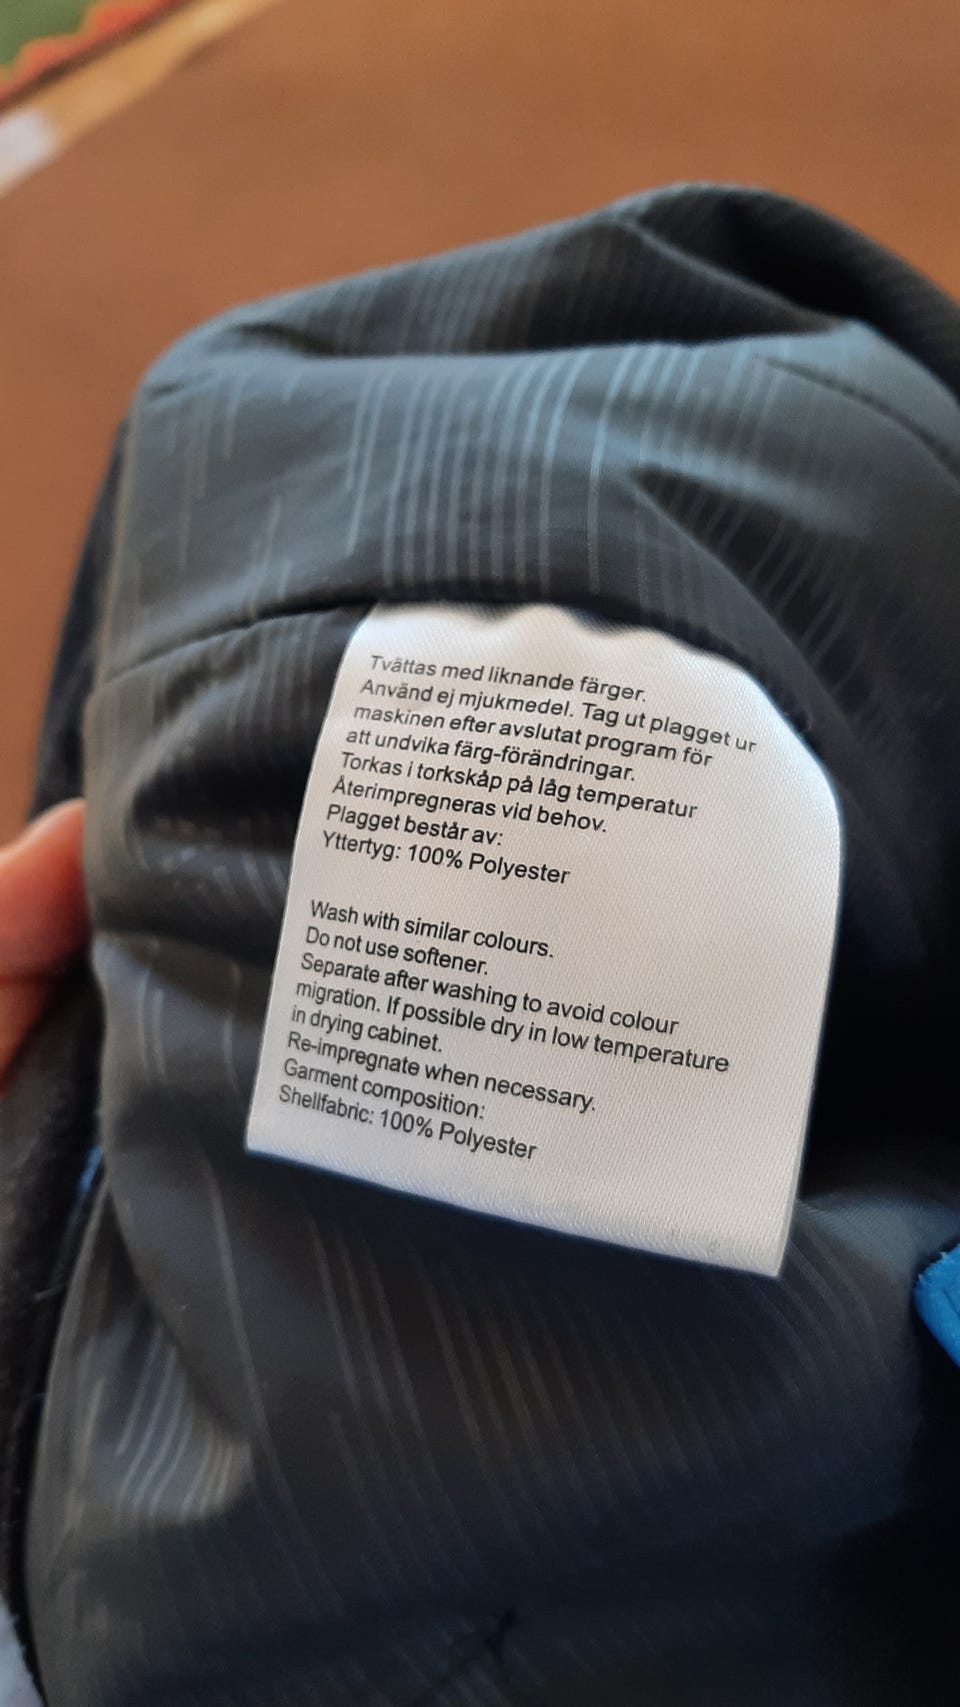 Tvättas med liknande färger.
Använd ej mjukmedel. Tag ut plagget ur
maskinen efter avslutat program för
att undvika färg-förändringar.
Torkas i torkskåp på låg temperatur
Återimpregneras vid behov.
Plagget består av:
Yttertyg: 100% Polyester
Wash with similar colours.
Do not use softener.
Separate after washing to avoid colour
migration. If possible dry in low temperature
in drying cabinet.
Re-impregnate when necessary.
Garment composition:
Shellfabric: 100% Polyester